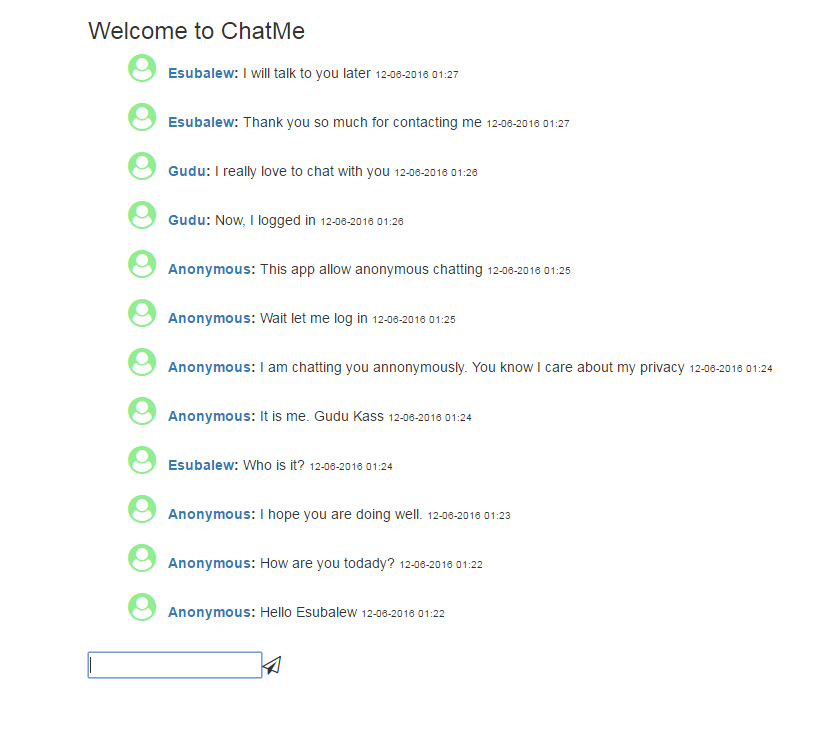 Welcome to ChatMe
Esubalew: I will talk to you later 12-06-2016 01:27
Esubalew: Thank you so much for contacting me 12-06-2016 01:27
Gudu: I really love to chat with you 12-06-2016 01:26
Gudu: Now, I logged in 12-06-2016 01:26
Anonymous: This app allow anonymous chatting 12-06-2016 01:25
Anonymous: Wait let me log in 12-06-2016 01:25
Anonymous: I am chatting you annonymously. You know I care about my privacy 12-06-2016 01:24
Anonymous: It is me. Gudu Kass 12-06-2016 01:24
Esubalew: Who is it? 12-06-2016 01:24
Anonymous: I hope you are doing well. 12-06-2016 01:23
Anonymous: How are you todady? 12-06-2016 01:22
Anonymous: Hello Esubalew 12-06-2016 01:22